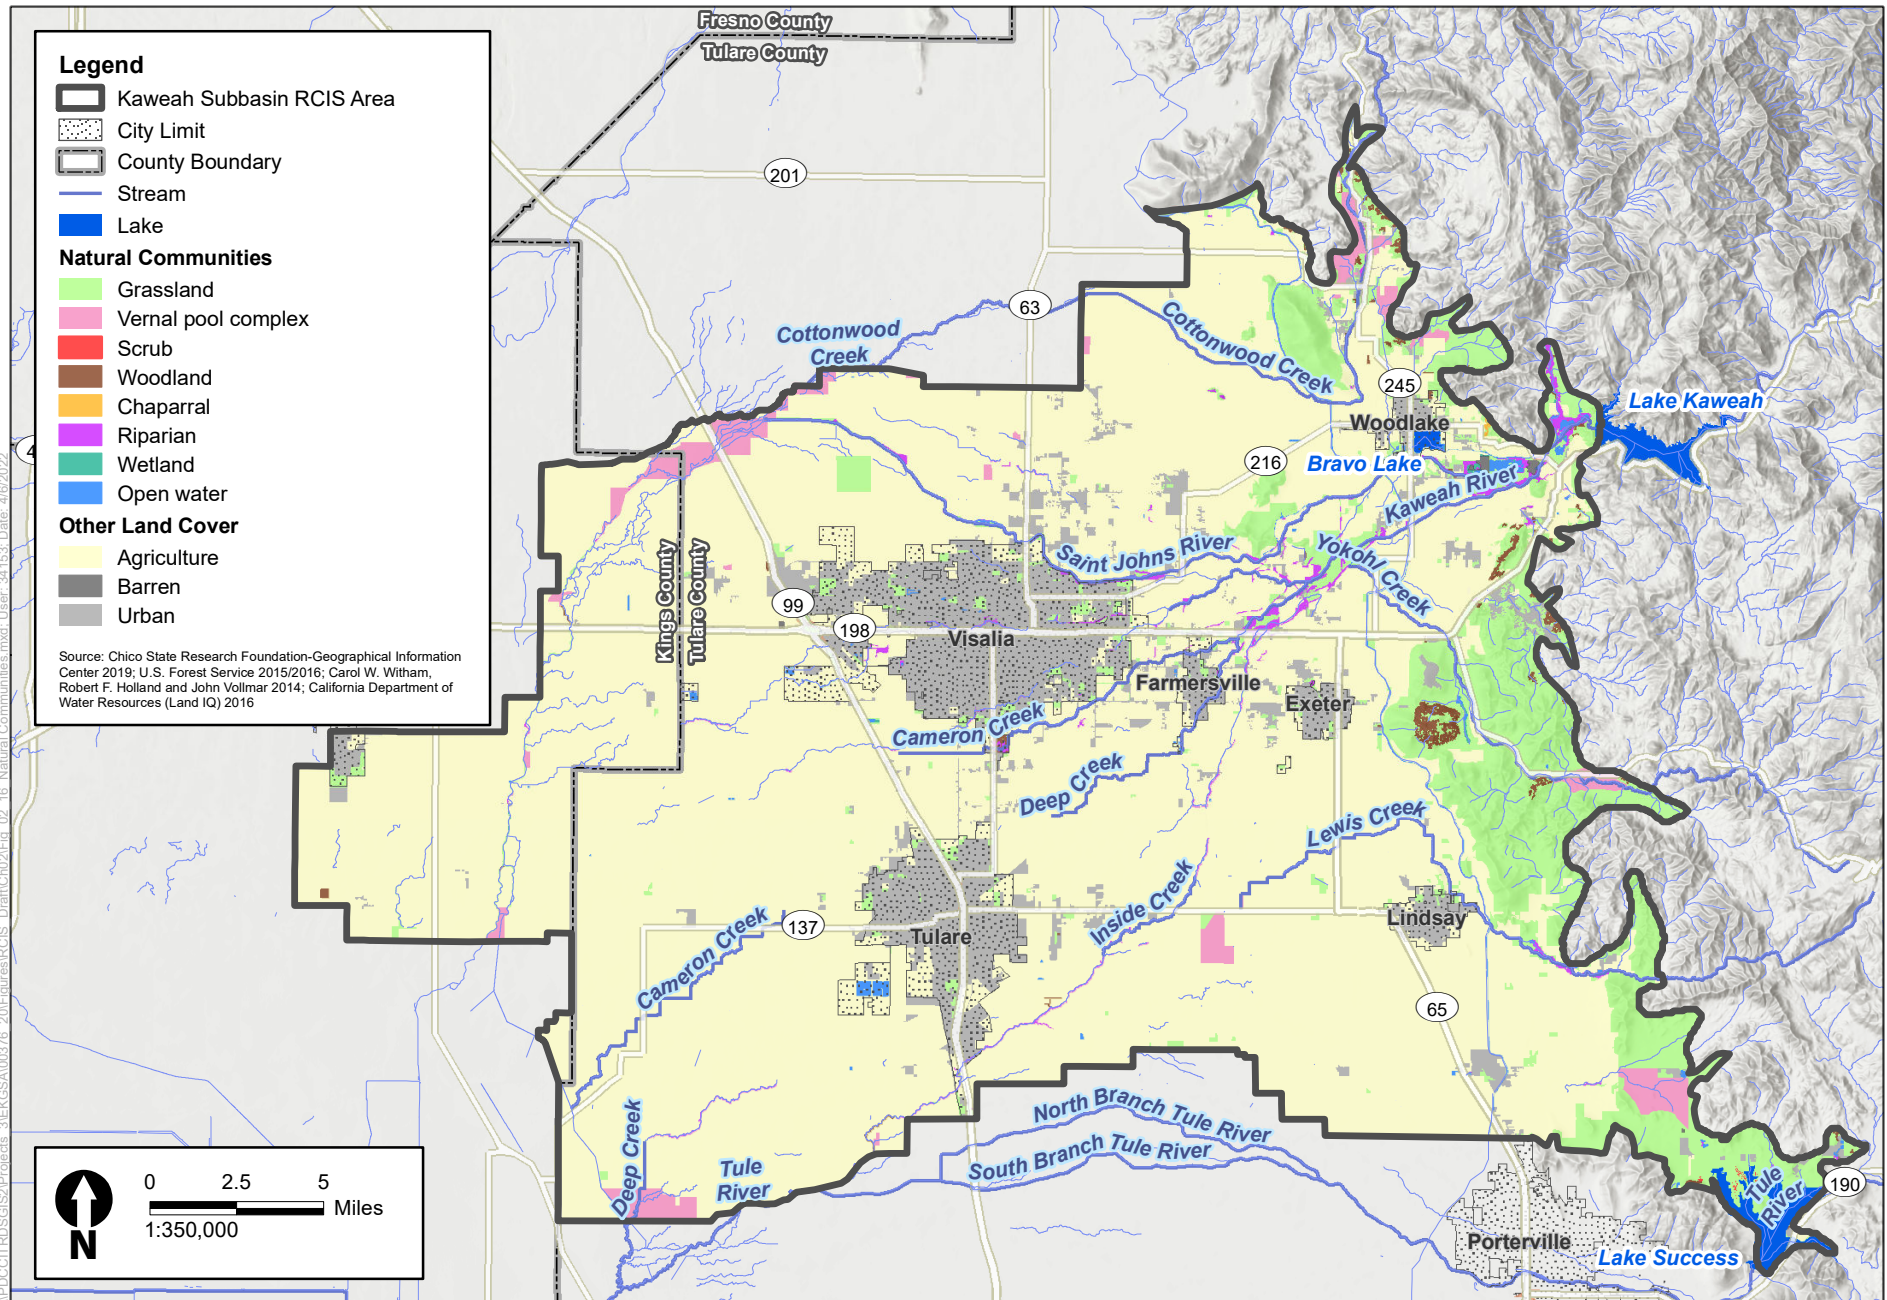 Fresno County
Tulare County
Legend
Kaweah Subbasin RCIS Area
City Limit
County Boundary
Stream
Lake
Natural Communities
Grassland
Vernal pool complex
Scrub
Woodland
Chaparral
Riparian
Wetland
Open water
Other Land Cover
Agriculture
Barren
Urban
Source: Chico State Research Foundation-Geographical Information
Center 2019; U.S. Forest Service 2015/2016; Carol W. Witham,
Robert F. Holland and John Vollmar 2014; California Department of
Water Resources (Land IQ) 2016
201
63
Cottonwood
Creek
Cottonwood Creek
245
Woodlake
Lake Kaweah
216
Bravo Lake
Kaweah River
4
Saint Johns River
Yokohl Creek
Kings County
Tulare County
99
198
Visalia
Farmersville
Exeter
Cameron Creek
Deep Creek
Lewis Creek
Inside Creek
Cameron Creek
137
Tulare
Lindsay
65
North Branch Tule River
South Branch Tule River
Deep Creek
Tule
River
Tule
River
190
Porterville
Lake Success
0 2.5 5
Miles
1:350,000
N